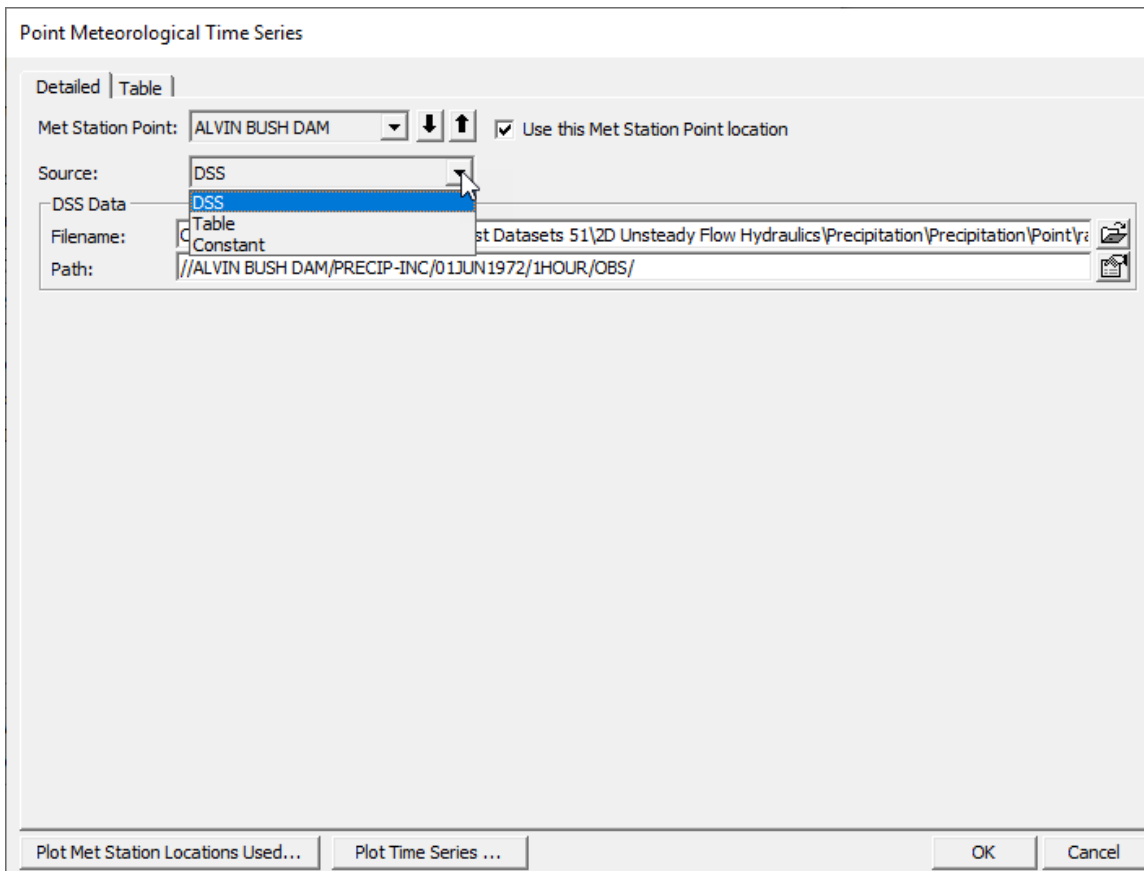 Point Meteorological Time Series
Detailed Table
Met Station Point: ALVIN BUSH DAM Use this Met Station Point location
Source: DSS
DSS
DSS Data
Table
Filename: st Datasets 51\2D Unsteady Flow Hydraulics\Precipitation\Precipitation\Point\
Constant
Path: //ALVIN BUSH DAM/PRECIP-INC/01JUN1972/1HOUR/OBS/
Plot Met Station Locations Used... Plot Time Series ... OK Cancel